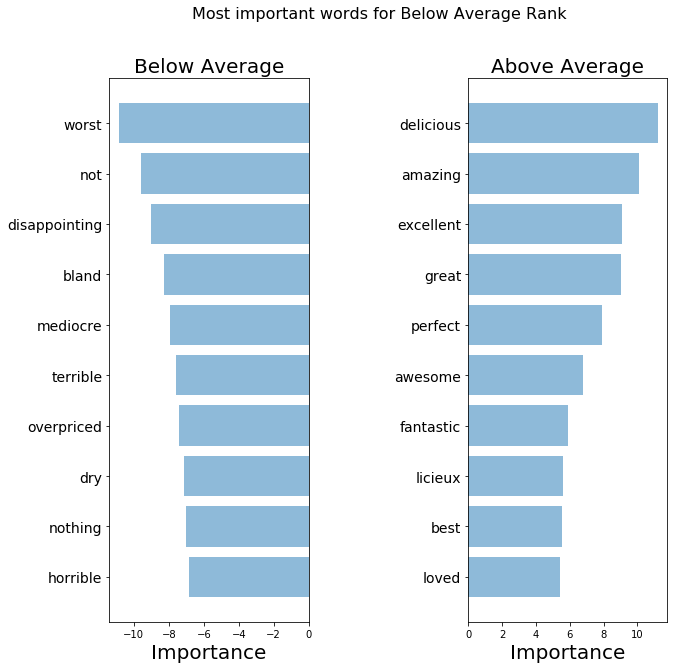 Most important words for Below Average Rank
Below Average
worst
not
disappointing
bland
mediocre
terrible
overpriced
dry
nothing
horrible
−10 −8 −6 −4 −2 0
Importance
Above Average
delicious
amazing
excellent
great
perfect
awesome
fantastic
licieux
best
loved
0 2 4 6 8 10
Importance